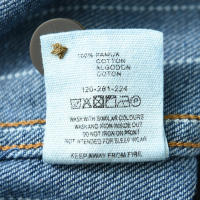 100% PAMUK
COTTON
ALGODON
COTON
120-281-224
WASH WITH SIMILAR COLOURS
WASH AND IRON INSIDE OUT
DO NOT IRON ON PRINT
NOT INTENDED FOR SLEEP WEAR
KEEP AWAY FROM FIRE